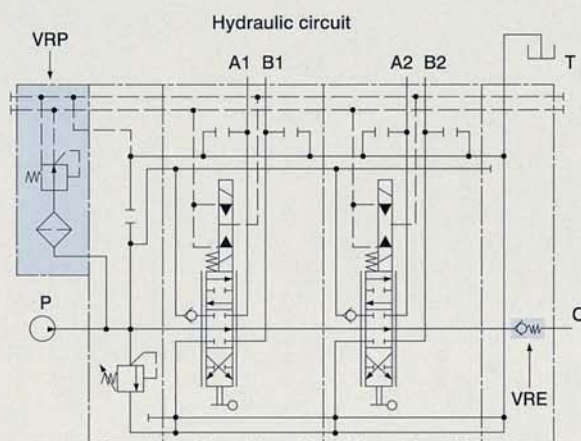 Hydraulic circuit
VRP
A1 B1
A2 B2
T
P
C
VRE